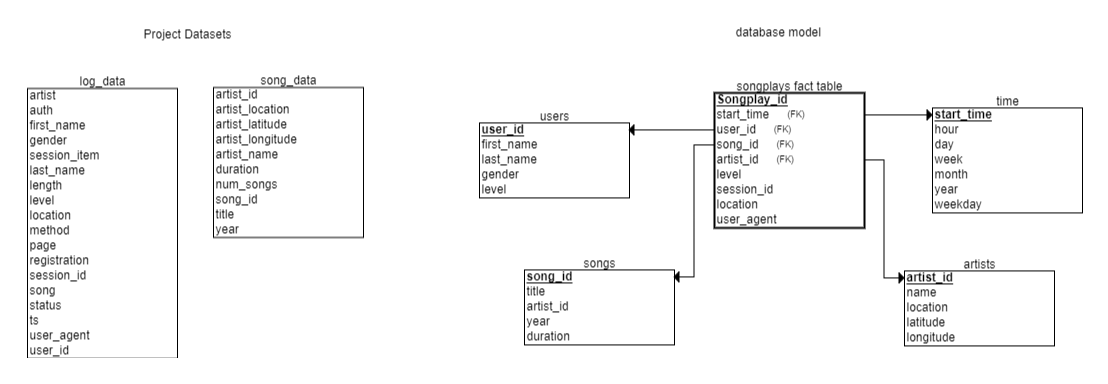 Project Datasets
log_data
artist
auth
first_name
gender
session_item
last_name
length
level
location
method
page
registration
session_id
song
status
ts
user_agent
user_id
song_data
artist_id
artist_location
artist_latitude
artist_longitude
artist_name
duration
num_songs
song_id
title
year
database model
users
user_id
first_name
last_name
gender
level
songplays fact table
Songplay_id
start_time (FK)
user_id (FK)
song_id (FK)
artist_id (FK)
level
session_id
location
user_agent
time
start_time
hour
day
week
month
year
weekday
songs
song_id
title
artist_id
year
duration
artists
artist_id
name
location
latitude
longitude